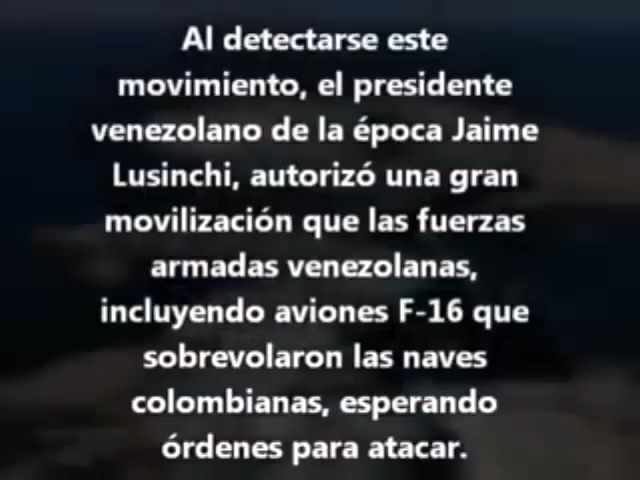 Al detectarse este
movimiento, el presidente
venezolano de la época Jaime
Lusinchi, autorizó una gran
movilización que las fuerzas
armadas venezolanas,
incluyendo aviones F-16 que
sobrevolaron las naves
colombianas, esperando
órdenes para atacar.